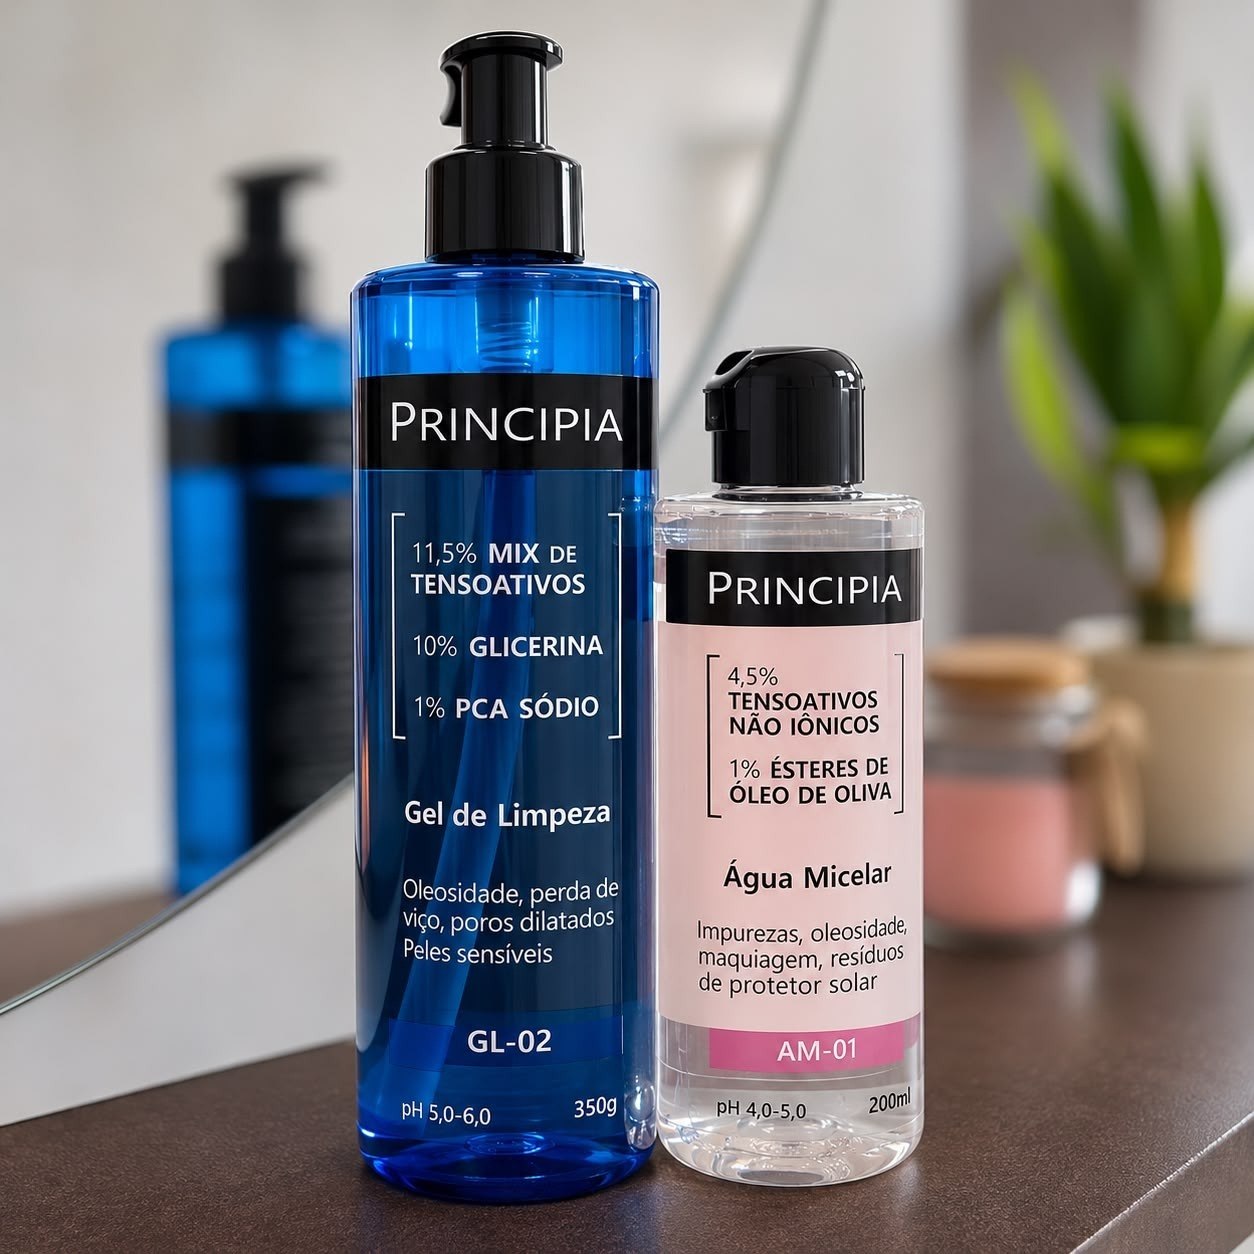 PRINCIPIA
11,5% MIX DE
TENSOATIVOS
10% GLICERINA
1% PCA SÓDIO
Gel de Limpeza
Oleosidade, perda de
viço, poros dilatados
Peles sensíveis
GL-02
pH 5,0-6,0
350g
PRINCIPIA
4,5%
TENSOATIVOS
NÃO IÔNICOS
1% ÉSTERES DE
ÓLEO DE OLIVA
Água Micelar
Impurezas, oleosidade,
maquiagem, resíduos
de protetor solar
AM-01
pH 4,0-5,0
200ml